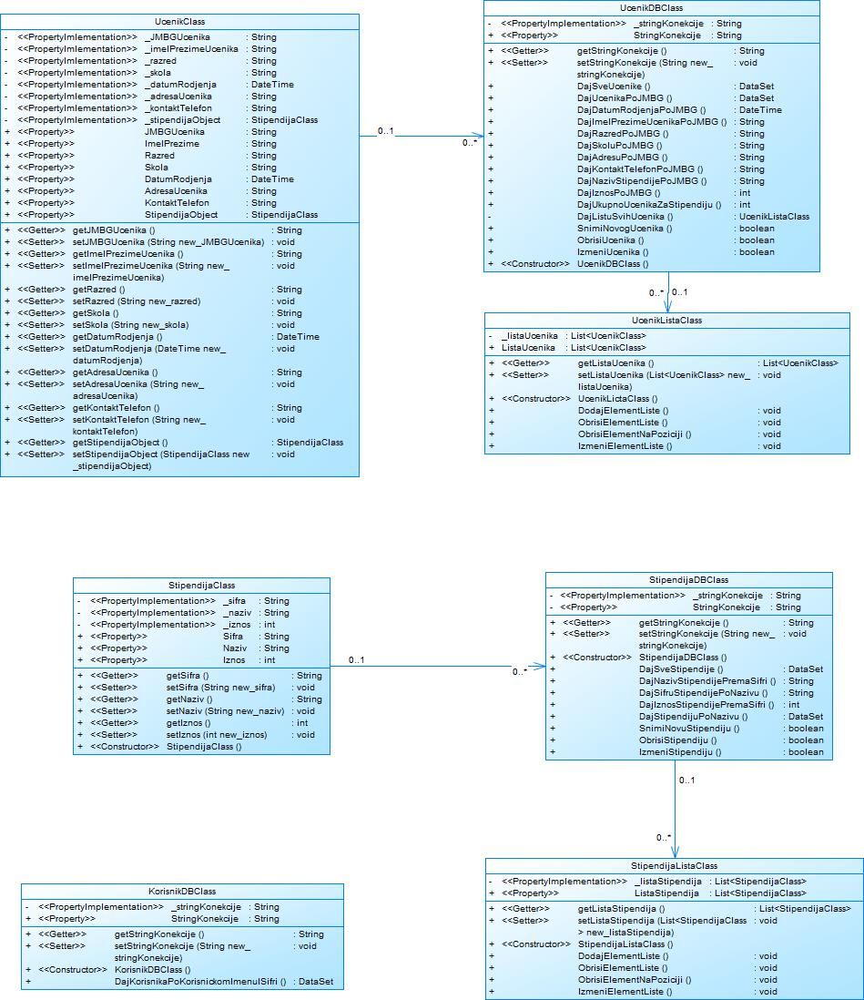 UcenikClass
- <<PropertyImlementation>> _JMBGUcenika : String
- <<PropertyImlementation>> _imeIPrezimeUcenika : String
- <<PropertyImlementation>> _razred : String
- <<PropertyImlementation>> _skola : String
- <<PropertyImlementation>> _datumRodjenja : DateTime
- <<PropertyImlementation>> _adresaUcenika : String
- <<PropertyImlementation>> _kontaktTelefon : String
- <<PropertyImlementation>> _stipendijaObject : StipendijaClass
+ <<Property>> JMBGUcenika : String
+ <<Property>> ImeIPrezime : String
+ <<Property>> Razred : String
+ <<Property>> Skola : String
+ <<Property>> DatumRodjenja : DateTime
+ <<Property>> AdresaUcenika : String
+ <<Property>> KontaktTelefon : String
+ <<Property>> StipendijaObject : StipendijaClass
+ <<Getter>> getJMBGUcenika () : String
+ <<Setter>> setJMBGUcenika (String new_JMBGUcenika) : void
+ <<Getter>> getImeIPrezimeUcenika () : String
+ <<Setter>> setImeIPrezimeUcenika (String new_ : void
imeIPrezimeUcenika)
+ <<Getter>> getRazred () : String
+ <<Setter>> setRazred (String new_razred) : void
+ <<Getter>> getSkola () : String
+ <<Setter>> setSkola (String new_skola) : void
+ <<Getter>> getDatumRodjenja () : DateTime
+ <<Setter>> setDatumRodjenja (DateTime new_ : void
datumRodjenja)
+ <<Getter>> getAdresaUcenika () : String
+ <<Setter>> setAdresaUcenika (String new_ : void
adresaUcenika)
+ <<Getter>> getKontaktTelefon () : String
+ <<Setter>> setKontaktTelefon (String new_ : void
kontaktTelefon)
+ <<Getter>> getStipendijaObject () : StipendijaClass
+ <<Setter>> setStipendijaObject (StipendijaClass new : void
_stipendijaObject)
0..1
0..*
UcenikDBClass
- <<PropertyImplementation>> _stringKonekcije : String
+ <<Property>> StringKonekcije : String
+ <<Getter>> getStringKonekcije () : String
+ <<Setter>> setStringKonekcije (String new_ : void
stringKonekcije)
+ DajSveUcenike () : DataSet
+ DajUcenikaPoJMBG () : DataSet
+ DajDatumRodjenjaPoJMBG () : DateTime
+ DajImeIPrezimeUcenikaPoJMBG () : String
+ DajRazredPoJMBG () : String
+ DajSkoluPoJMBG () : String
+ DajAdresuPoJMBG () : String
+ DajKontaktTelefonPoJMBG () : String
+ DajNazivStipendijePoJMBG () : String
+ DajIznosPoJMBG () : int
+ DajUkupnoUcenikaZaStipendiju () : int
- DajListuSvihUcenika () : UcenikListaClass
+ SnimiNovogUcenika () : boolean
+ ObrisiUcenika () : boolean
+ IzmeniUcenika () : boolean
+ <<Constructor>> UcenikDBClass ()
0..* 0..1
UcenikListaClass
- _listaUcenika : List<UcenikClass>
+ ListaUcenika : List<UcenikClass>
+ <<Getter>> getListaUcenika () : List<UcenikClass>
+ <<Setter>> setListaUcenika (List<UcenikClass> new_ : void
listaUcenika)
+ <<Constructor>> UcenikLictaClass ()
+ DodajElementListe () : void
+ ObrisiElementListe () : void
+ ObrisiElementNaPoziciji () : void
+ IzmeniElementListe () : void
StipendijaClass
- <<PropertyImplementation>> _sifra : String
- <<PropertyImplementation>> _naziv : String
- <<PropertyImplementation>> _iznos : int
+ <<Property>> Sifra : String
+ <<Property>> Naziv : String
+ <<Property>> Iznos : int
+ <<Getter>> getSifra () : String
+ <<Setter>> setSifra (String new_sifra) : void
+ <<Getter>> getNaziv () : String
+ <<Setter>> setNaziv (String new_naziv) : void
+ <<Getter>> getIznos () : int
+ <<Setter>> setIznos (int new_iznos) : void
+ <<Constructor>> StipendijaClass ()
0..1
0..*
StipendijaDBClass
- <<PropertyImplementation>> _stringKonekcije : String
- <<Property>> StringKonekcije : String
+ <<Getter>> getStringKonekcije () : String
+ <<Setter>> setStringKonekcije (String new_ : void
stringKonekcije)
+ <<Constructor>> StipendijaDBClass ()
+ DajSveStipendije () : DataSet
+ DajNazivStipendijePremaSifri () : String
+ DajSifruStipendijePoNazivu () : String
+ DajIznosStipendijePremaSifri () : int
+ DajStipendijuPoNazivu () : DataSet
+ SnimiNovuStipendiju () : boolean
+ ObrisiStipendiju () : boolean
+ IzmeniStipendiju () : boolean
0..1
0..*
StipendijaListaClass
- <<PropertyImplementation>> _listaStipendija : List<StipendijaClass>
+ <<Property>> ListaStipendija : List<StipendijaClass>
+ <<Getter>> getListaStipendija () : List<StipendijaClass>
+ <<Setter>> setListaStipendija (List<StipendijaClass : void
> new_listaStipendija)
+ <<Constructor>> StipendijaListaClass ()
+ DodajElementListe () : void
+ ObrisiElementListe () : void
+ ObrisiElementNaPoziciji () : void
+ IzmeniElementListe () : void
KorisnikDBClass
- <<PropertyImplementation>> _stringKonekcije : String
+ <<Property>> StringKonekcije : String
+ <<Getter>> getStringKonekcije () : String
+ <<Setter>> setStringKonekcije (String new_ : void
stringKonekcije)
+ <<Constructor>> KorisnikDBClass ()
+ DajKorisnikaPoKorisnickomImenuISifri () : DataSet